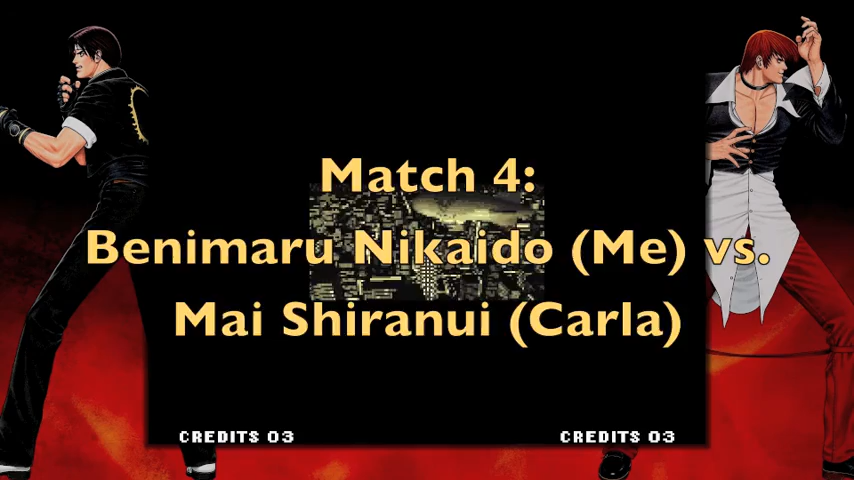 Match 4:
Benimaru Nikaido (Me) vs.
Mai Shiranui (Carla)
CREDITS 03
CREDITS 03